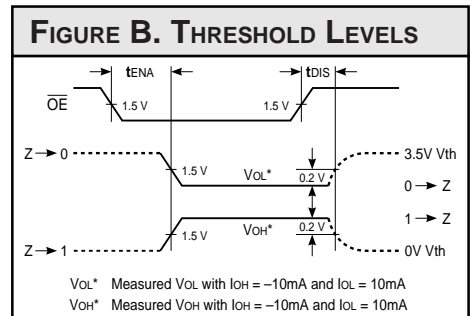 FIGURE B. THRESHOLD LEVELS
tENA tDIS
OE 1.5 V 1.5 V
Z 0 3.5V Vth
1.5 V VOL* 0.2 V
0 Z
1 Z
1.5 V VOH* 0.2 V
Z 1 0V Vth
VOL* Measured VOL with IOH = –10mA and IOL = 10mA
VOH* Measured VOH with IOH = –10mA and IOL = 10mA